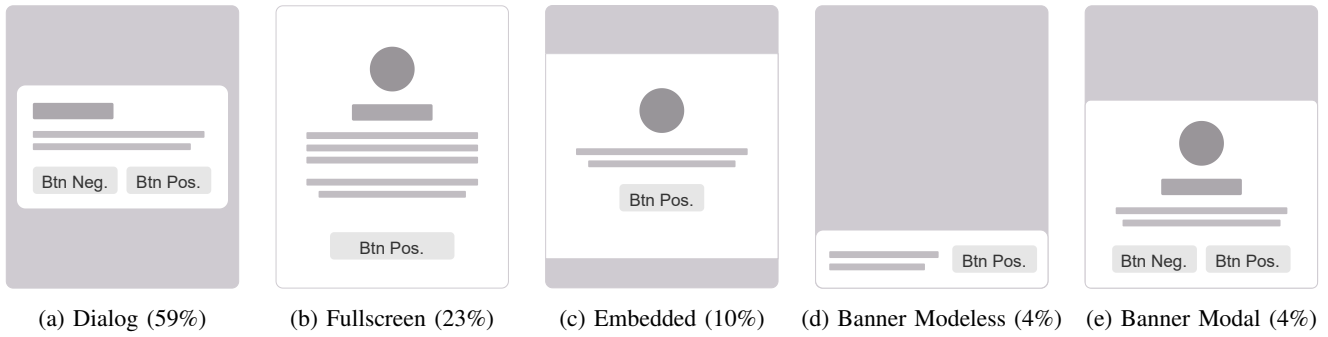 Btn Neg.
Btn Pos.
Btn Pos.
Btn Pos.
Btn Pos.
Btn Neg.
Btn Pos.
(a) Dialog (59%)
(b) Fullscreen (23%)
(c) Embedded (10%)
(d) Banner Modeless (4%)
(e) Banner Modal (4%)